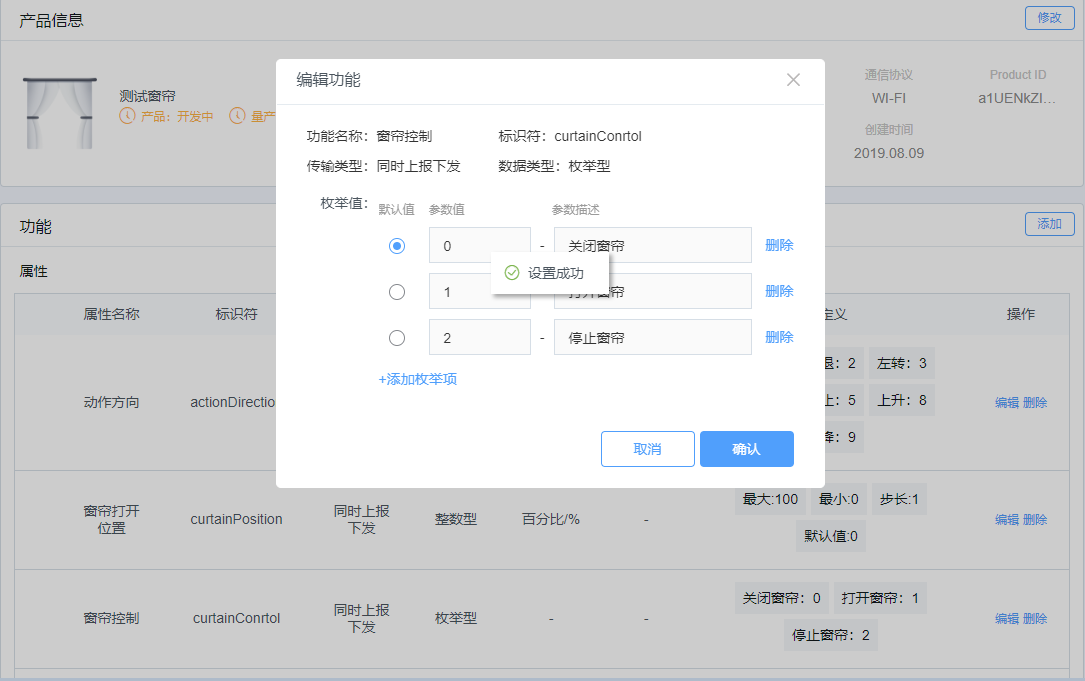 产品信息
修改
测试窗帘
产品：开发中
量产
通信协议
Product ID
WI-FI
a1UENkZI...
创建时间
2019.08.09
编辑功能
功能名称：窗帘控制
标识符：curtainConrtol
传输类型：同时上报下发
数据类型：枚举型
枚举值：
默认值
参数值
参数描述
0
-
关闭窗帘
删除
设置成功
1
窗帘
删除
2
-
停止窗帘
删除
+添加枚举项
取消
确认
功能
添加
属性
属性名称
标识符
义
操作
动作方向
actionDirectio
：2
左转：3
：5
上升：8
：9
编辑 删除
窗帘打开
位置
curtainPosition
同时上报
下发
整数型
百分比/%
-
最大:100
最小:0
步长:1
默认值:0
编辑 删除
窗帘控制
curtainConrtol
同时上报
下发
枚举型
-
-
关闭窗帘：0
打开窗帘：1
停止窗帘：2
编辑 删除